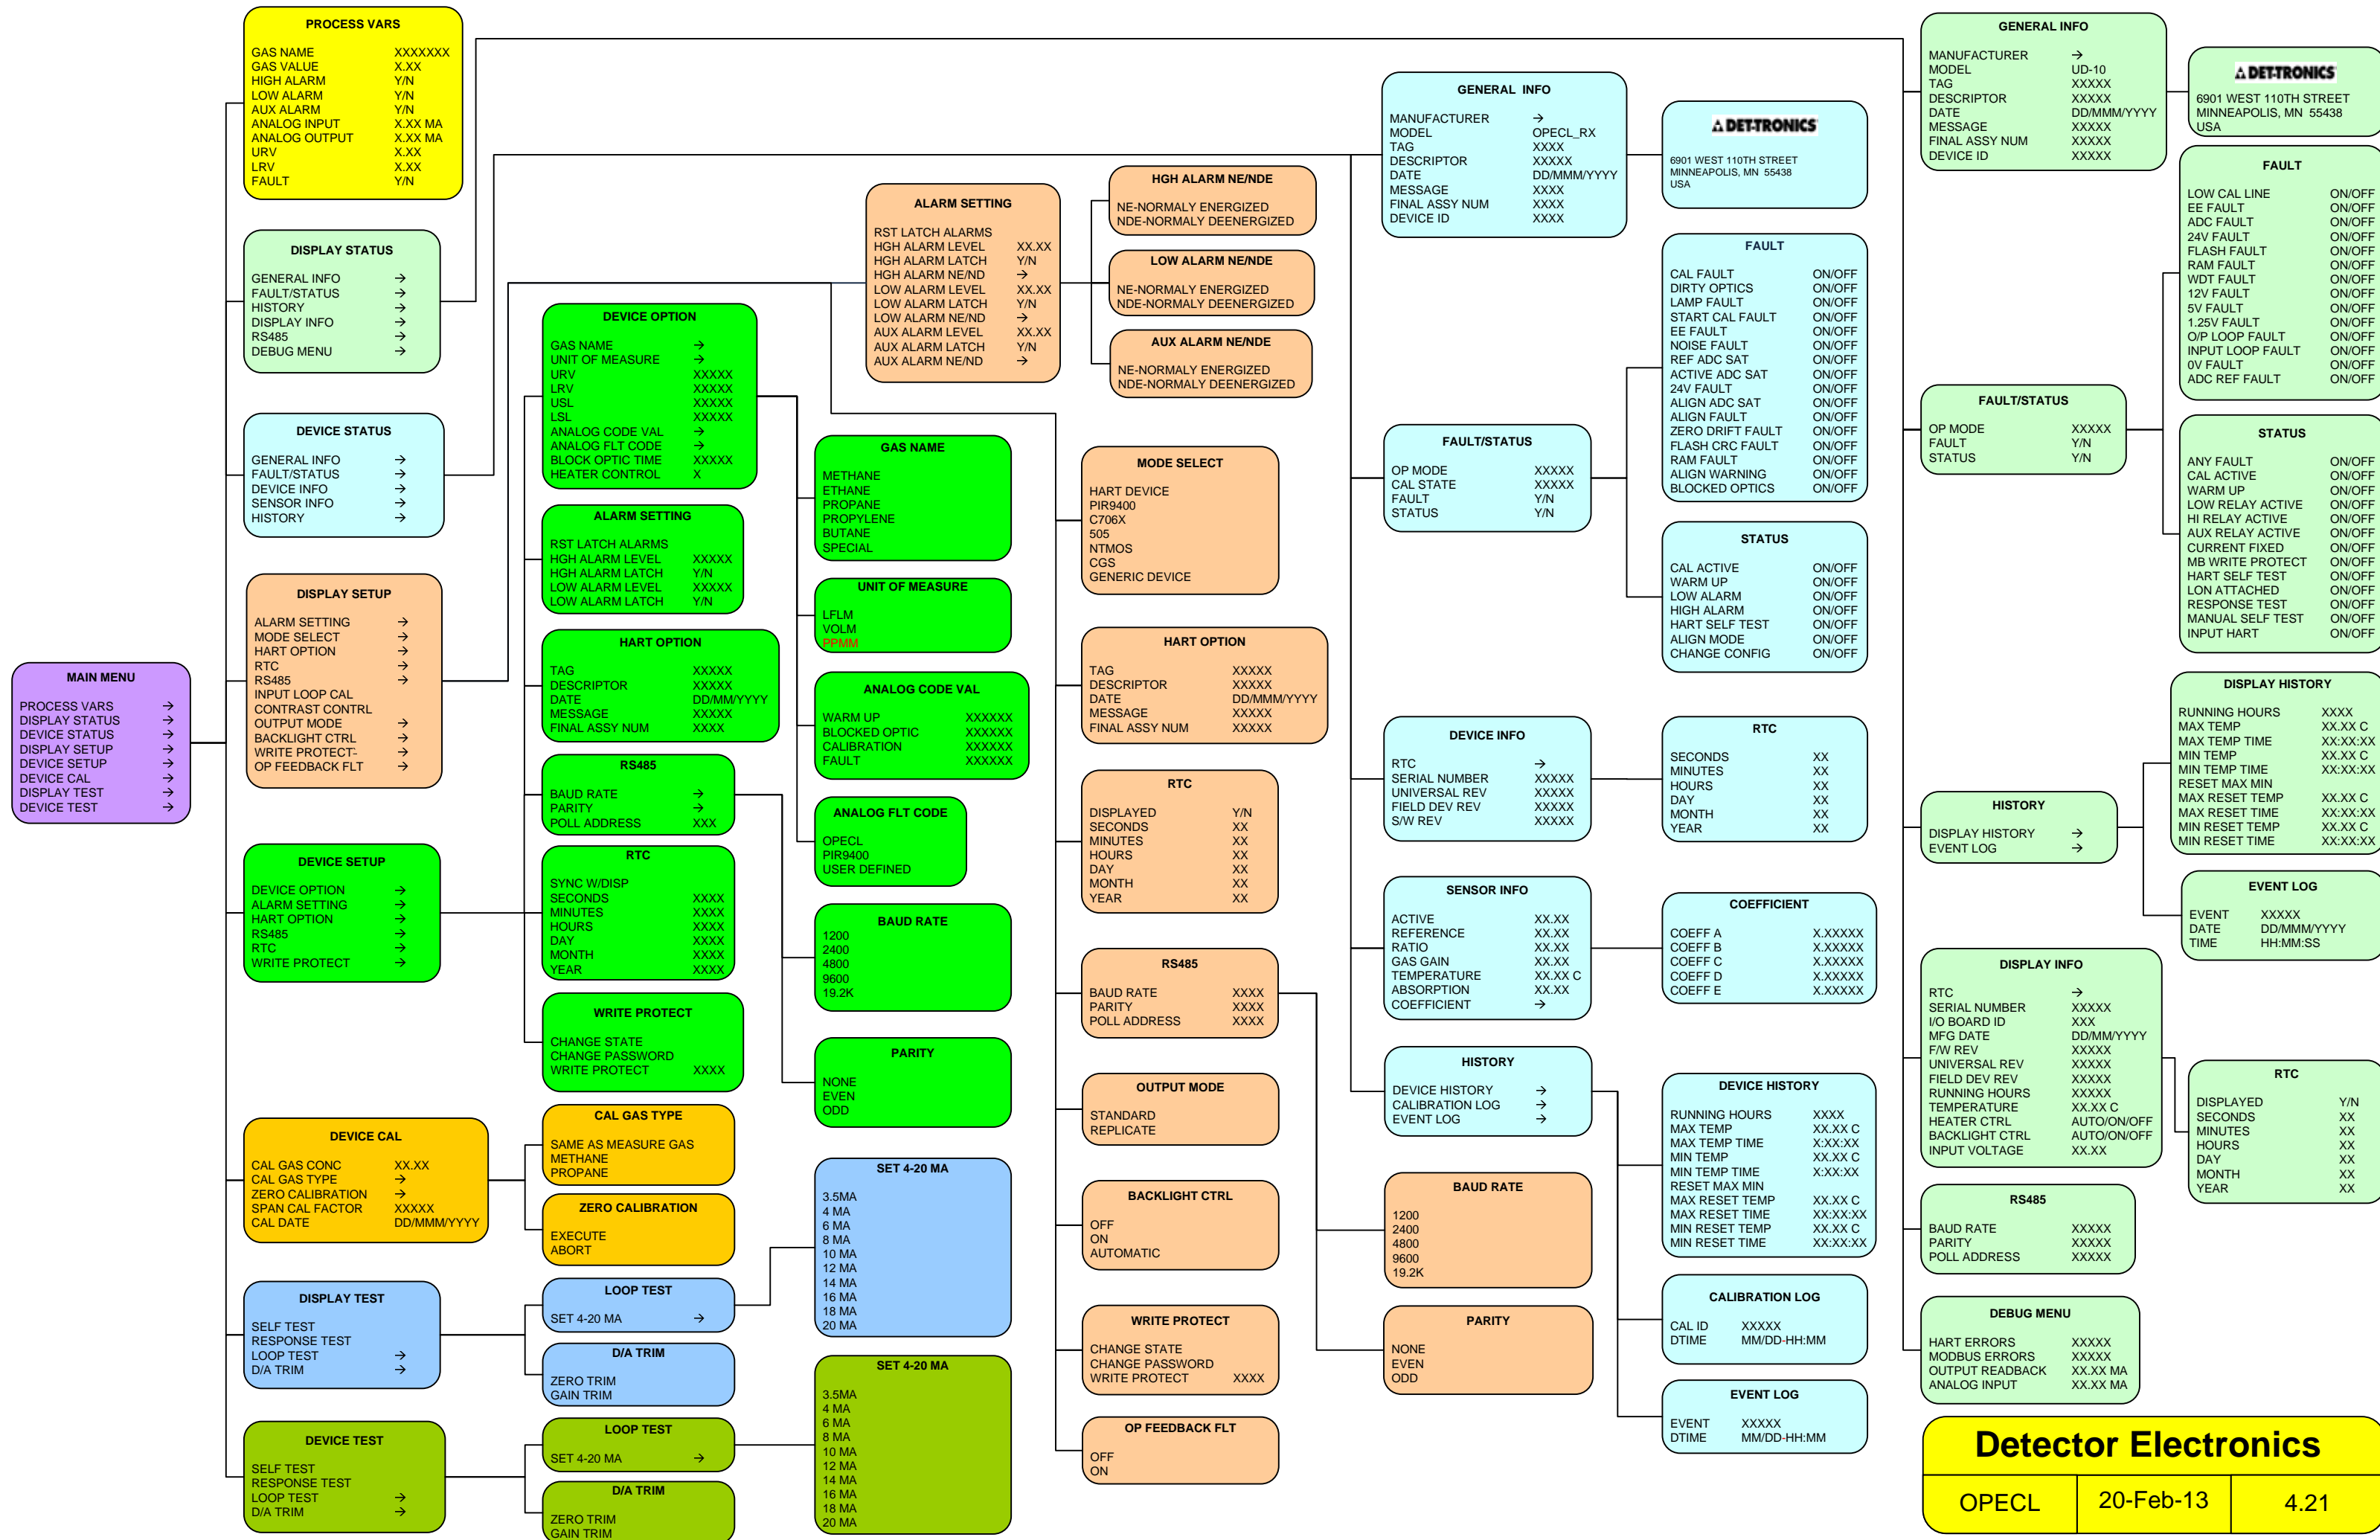 MAIN MENU
PROCESS VARS →
DISPLAY STATUS →
DEVICE STATUS →
DISPLAY SETUP →
DEVICE SETUP →
DEVICE CAL →
DISPLAY TEST →
DEVICE TEST →
PROCESS VARS
GAS NAME XXXXXXX
GAS VALUE X.XX
HIGH ALARM Y/N
LOW ALARM Y/N
AUX ALARM Y/N
ANALOG INPUT X.XX MA
ANALOG OUTPUT X.XX MA
URV X.XX
LRV X.XX
FAULT Y/N
DISPLAY STATUS
GENERAL INFO →
FAULT/STATUS →
HISTORY →
DISPLAY INFO →
RS485 →
DEBUG MENU →
DEVICE STATUS
GENERAL INFO →
FAULT/STATUS →
DEVICE INFO →
SENSOR INFO →
HISTORY →
DISPLAY SETUP
ALARM SETTING →
MODE SELECT →
HART OPTION →
RTC →
RS485 →
INPUT LOOP CAL
CONTRAST CONTRL
OUTPUT MODE →
BACKLIGHT CTRL →
WRITE PROTECT- →
OP FEEDBACK FLT →
DEVICE SETUP
DEVICE OPTION →
ALARM SETTING →
HART OPTION →
RS485 →
RTC →
WRITE PROTECT →
DEVICE CAL
CAL GAS CONC XX.XX
CAL GAS TYPE →
ZERO CALIBRATION →
SPAN CAL FACTOR XXXXX
CAL DATE DD/MMM/YYYY
DISPLAY TEST
SELF TEST
RESPONSE TEST
LOOP TEST →
D/A TRIM →
DEVICE TEST
SELF TEST
RESPONSE TEST
LOOP TEST →
D/A TRIM →
DEVICE OPTION
GAS NAME →
UNIT OF MEASURE →
URV XXXXX
LRV XXXXX
USL XXXXX
LSL XXXXX
ANALOG CODE VAL →
ANALOG FLT CODE →
BLOCK OPTIC TIME XXXXX
HEATER CONTROL X
ALARM SETTING
RST LATCH ALARMS
HGH ALARM LEVEL XXXXX
HGH ALARM LATCH Y/N
LOW ALARM LEVEL XXXXX
LOW ALARM LATCH Y/N
HART OPTION
TAG XXXXX
DESCRIPTOR XXXXX
DATE DD/MM/YYYY
MESSAGE XXXXX
FINAL ASSY NUM XXXX
RS485
BAUD RATE →
PARITY →
POLL ADDRESS XXX
RTC
SYNC W/DISP
SECONDS XXXX
MINUTES XXXX
HOURS XXXX
DAY XXXX
MONTH XXXX
YEAR XXXX
WRITE PROTECT
CHANGE STATE
CHANGE PASSWORD
WRITE PROTECT XXXX
CAL GAS TYPE
SAME AS MEASURE GAS
METHANE
PROPANE
ZERO CALIBRATION
EXECUTE
ABORT
LOOP TEST
SET 4-20 MA →
D/A TRIM
ZERO TRIM
GAIN TRIM
LOOP TEST
SET 4-20 MA →
D/A TRIM
ZERO TRIM
GAIN TRIM
GAS NAME
METHANE
ETHANE
PROPANE
PROPYLENE
BUTANE
SPECIAL
UNIT OF MEASURE
LFLM
VOLM
PPMM
ANALOG CODE VAL
WARM UP XXXXXX
BLOCKED OPTIC XXXXXX
CALIBRATION XXXXXX
FAULT XXXXXX
ANALOG FLT CODE
OPECL
PIR9400
USER DEFINED
BAUD RATE
1200
2400
4800
9600
19.2K
PARITY
NONE
EVEN
ODD
SET 4-20 MA
3.5MA
4 MA
6 MA
8 MA
10 MA
12 MA
14 MA
16 MA
18 MA
20 MA
SET 4-20 MA
3.5MA
4 MA
6 MA
8 MA
10 MA
12 MA
14 MA
16 MA
18 MA
20 MA
ALARM SETTING
RST LATCH ALARMS
HGH ALARM LEVEL XX.XX
HGH ALARM LATCH Y/N
HGH ALARM NE/ND →
LOW ALARM LEVEL XX.XX
LOW ALARM LATCH Y/N
LOW ALARM NE/ND →
AUX ALARM LEVEL XX.XX
AUX ALARM LATCH Y/N
AUX ALARM NE/ND →
HGH ALARM NE/NDE
NE-NORMALY ENERGIZED
NDE-NORMALY DEENERGIZED
LOW ALARM NE/NDE
NE-NORMALY ENERGIZED
NDE-NORMALY DEENERGIZED
AUX ALARM NE/NDE
NE-NORMALY ENERGIZED
NDE-NORMALY DEENERGIZED
MODE SELECT
HART DEVICE
PIR9400
C706X
505
NTMOS
CGS
GENERIC DEVICE
HART OPTION
TAG XXXXX
DESCRIPTOR XXXXX
DATE DD/MMM/YYYY
MESSAGE XXXXX
FINAL ASSY NUM XXXXX
RTC
DISPLAYED Y/N
SECONDS XX
MINUTES XX
HOURS XX
DAY XX
MONTH XX
YEAR XX
RS485
BAUD RATE XXXX
PARITY XXXX
POLL ADDRESS XXXX
OUTPUT MODE
STANDARD
REPLICATE
BACKLIGHT CTRL
OFF
ON
AUTOMATIC
WRITE PROTECT
CHANGE STATE
CHANGE PASSWORD
WRITE PROTECT XXXX
OP FEEDBACK FLT
OFF
ON
BAUD RATE
1200
2400
4800
9600
19.2K
PARITY
NONE
EVEN
ODD
GENERAL INFO
MANUFACTURER →
MODEL OPECL_RX
TAG XXXX
DESCRIPTOR XXXXX
DATE DD/MMM/YYYY
MESSAGE XXXX
FINAL ASSY NUM XXXX
DEVICE ID XXXX
DET-TRONICS
6901 WEST 110TH STREET
MINNEAPOLIS, MN 55438
USA
FAULT/STATUS
OP MODE XXXXX
CAL STATE XXXXX
FAULT Y/N
STATUS Y/N
FAULT
CAL FAULT ON/OFF
DIRTY OPTICS ON/OFF
LAMP FAULT ON/OFF
START CAL FAULT ON/OFF
EE FAULT ON/OFF
NOISE FAULT ON/OFF
REF ADC SAT ON/OFF
ACTIVE ADC SAT ON/OFF
24V FAULT ON/OFF
ALIGN ADC SAT ON/OFF
ALIGN FAULT ON/OFF
ZERO DRIFT FAULT ON/OFF
FLASH CRC FAULT ON/OFF
RAM FAULT ON/OFF
ALIGN WARNING ON/OFF
BLOCKED OPTICS ON/OFF
STATUS
CAL ACTIVE ON/OFF
WARM UP ON/OFF
LOW ALARM ON/OFF
HIGH ALARM ON/OFF
HART SELF TEST ON/OFF
ALIGN MODE ON/OFF
CHANGE CONFIG ON/OFF
DEVICE INFO
RTC →
SERIAL NUMBER XXXXX
UNIVERSAL REV XXXXX
FIELD DEV REV XXXXX
S/W REV XXXXX
RTC
SECONDS XX
MINUTES XX
HOURS XX
DAY XX
MONTH XX
YEAR XX
SENSOR INFO
ACTIVE XX.XX
REFERENCE XX.XX
RATIO XX.XX
GAS GAIN XX.XX
TEMPERATURE XX.XX C
ABSORPTION XX.XX
COEFFICIENT →
COEFFICIENT
COEFF A X.XXXXX
COEFF B X.XXXXX
COEFF C X.XXXXX
COEFF D X.XXXXX
COEFF E X.XXXXX
HISTORY
DEVICE HISTORY →
CALIBRATION LOG →
EVENT LOG →
DEVICE HISTORY
RUNNING HOURS XXXX
MAX TEMP XX.XX C
MAX TEMP TIME X:XX:XX
MIN TEMP XX.XX C
MIN TEMP TIME X:XX:XX
RESET MAX MIN
MAX RESET TEMP XX.XX C
MAX RESET TIME XX:XX:XX
MIN RESET TEMP XX.XX C
MIN RESET TIME XX:XX:XX
CALIBRATION LOG
CAL ID XXXXX
DTIME MM/DD-HH:MM
EVENT LOG
EVENT XXXXX
DTIME MM/DD-HH:MM
GENERAL INFO
MANUFACTURER →
MODEL UD-10
TAG XXXXX
DESCRIPTOR XXXXX
DATE DD/MMM/YYYY
MESSAGE XXXXX
FINAL ASSY NUM XXXXX
DEVICE ID XXXXX
DET-TRONICS
6901 WEST 110TH STREET
MINNEAPOLIS, MN 55438
USA
FAULT/STATUS
OP MODE XXXXX
FAULT Y/N
STATUS Y/N
FAULT
LOW CAL LINE ON/OFF
EE FAULT ON/OFF
ADC FAULT ON/OFF
24V FAULT ON/OFF
FLASH FAULT ON/OFF
RAM FAULT ON/OFF
WDT FAULT ON/OFF
12V FAULT ON/OFF
5V FAULT ON/OFF
1.25V FAULT ON/OFF
O/P LOOP FAULT ON/OFF
INPUT LOOP FAULT ON/OFF
0V FAULT ON/OFF
ADC REF FAULT ON/OFF
STATUS
ANY FAULT ON/OFF
CAL ACTIVE ON/OFF
WARM UP ON/OFF
LOW RELAY ACTIVE ON/OFF
HI RELAY ACTIVE ON/OFF
AUX RELAY ACTIVE ON/OFF
CURRENT FIXED ON/OFF
MB WRITE PROTECT ON/OFF
HART SELF TEST ON/OFF
LON ATTACHED ON/OFF
RESPONSE TEST ON/OFF
MANUAL SELF TEST ON/OFF
INPUT HART ON/OFF
HISTORY
DISPLAY HISTORY →
EVENT LOG →
DISPLAY HISTORY
RUNNING HOURS XXXX
MAX TEMP XX.XX C
MAX TEMP TIME XX:XX:XX
MIN TEMP XX.XX C
MIN TEMP TIME XX:XX:XX
RESET MAX MIN
MAX RESET TEMP XX.XX C
MAX RESET TIME XX:XX:XX
MIN RESET TEMP XX.XX C
MIN RESET TIME XX:XX:XX
EVENT LOG
EVENT XXXXX
DATE DD/MMM/YYYY
TIME HH:MM:SS
DISPLAY INFO
RTC →
SERIAL NUMBER XXXXX
I/O BOARD ID XXX
MFG DATE DD/MM/YYYY
F/W REV XXXXX
UNIVERSAL REV XXXXX
FIELD DEV REV XXXXX
RUNNING HOURS XXXXX
TEMPERATURE XX.XX C
HEATER CTRL AUTO/ON/OFF
BACKLIGHT CTRL AUTO/ON/OFF
INPUT VOLTAGE XX.XX
RTC
DISPLAYED Y/N
SECONDS XX
MINUTES XX
HOURS XX
DAY XX
MONTH XX
YEAR XX
RS485
BAUD RATE XXXXX
PARITY XXXXX
POLL ADDRESS XXXXX
DEBUG MENU
HART ERRORS XXXXX
MODBUS ERRORS XXXXX
OUTPUT READBACK XX.XX MA
ANALOG INPUT XX.XX MA
Detector Electronics
OPECL 20-Feb-13 4.21